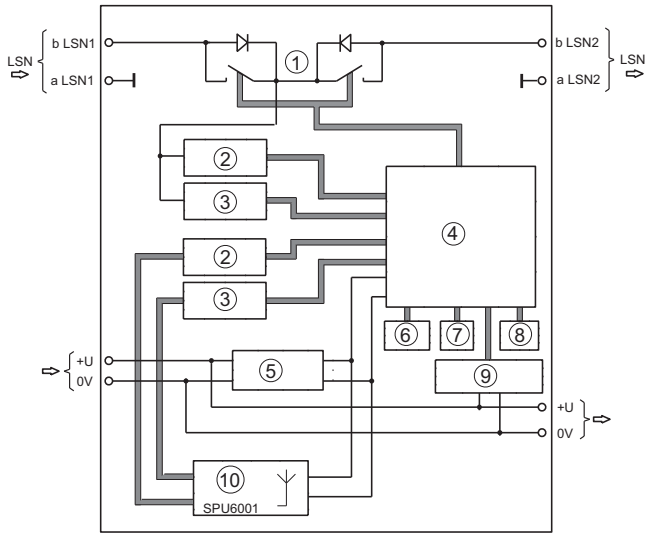 b LSN1
b LSN2
LSN
LSN
①
a LSN1
a LSN2
②
③
④
②
③
⑥
⑦
⑧
+U
⑤
⑨
0V
+U
0V
⑩
SPU6001